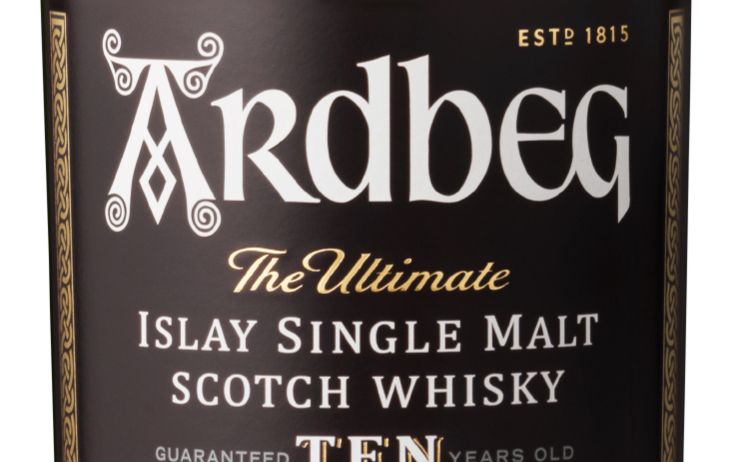 ESTD 1815
ARDBEG
The Ultimate
ISLAY SINGLE MALT
SCOTCH WHISKY
GUARANTEED TEN YEARS OLD